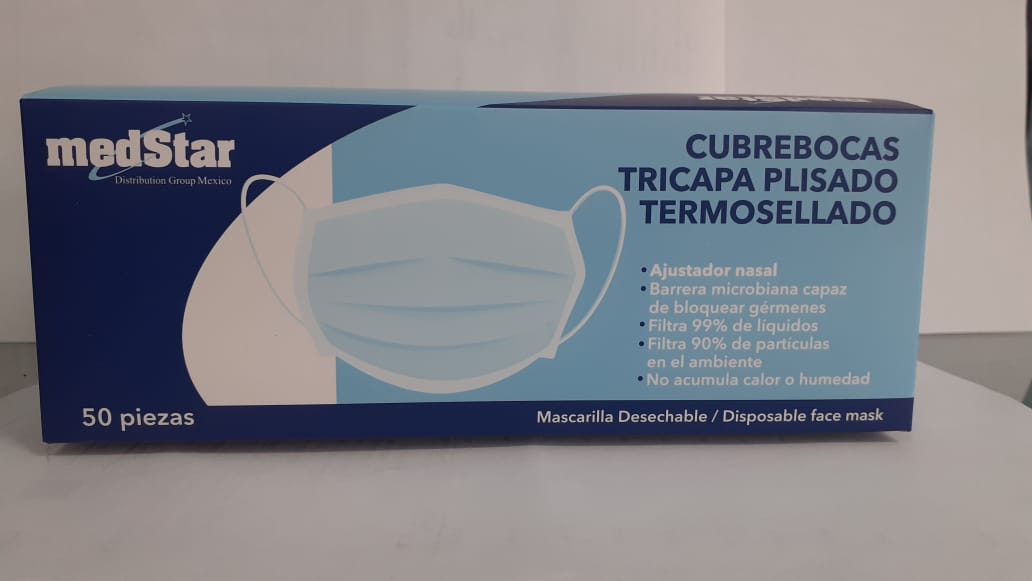 medStar
Distribution Group Mexico
CUBREBOCAS
TRICAPA PLISADO
TERMOSELLADO
• Ajustador nasal
• Barrera microbiana capaz
de bloquear gérmenes
• Filtra 99% de líquidos
• Filtra 90% de partículas
en el ambiente
• No acumula calor o humedad
50 piezas
Mascarilla Desechable / Disposable face mask